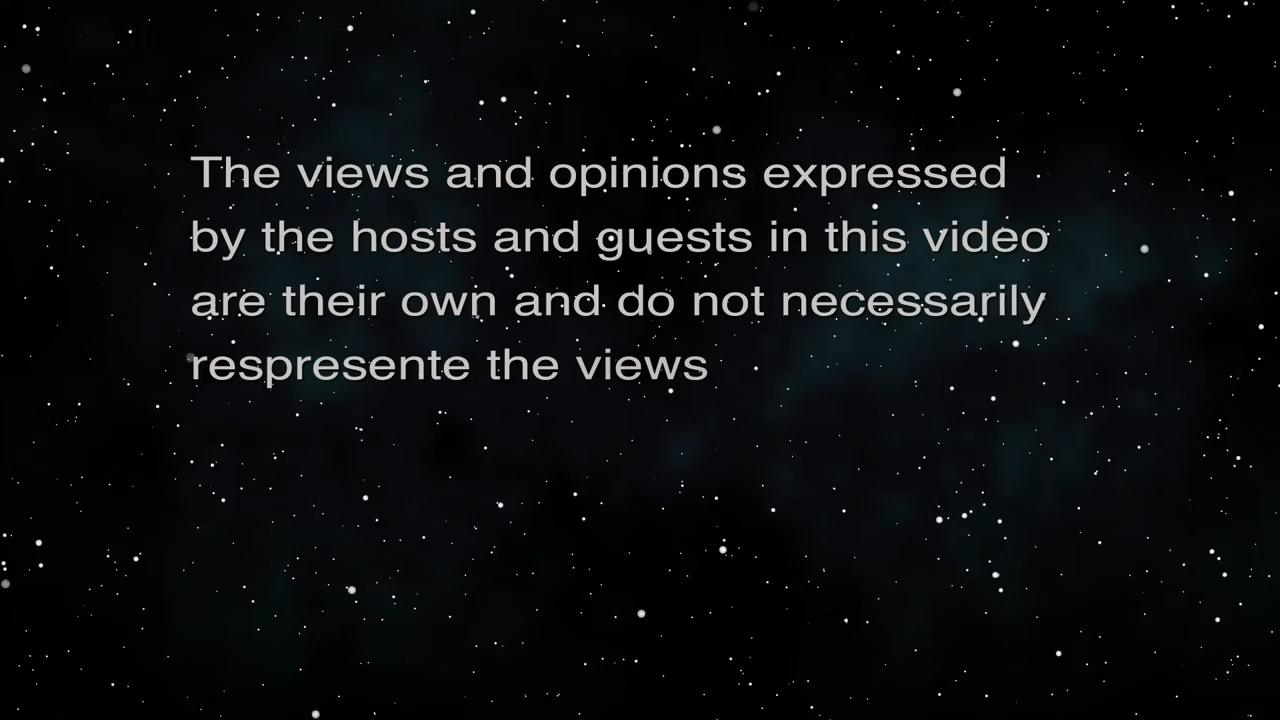 The views and opinions expressed
by the hosts and guests in this video
are their own and do not necessarily
respresente the views